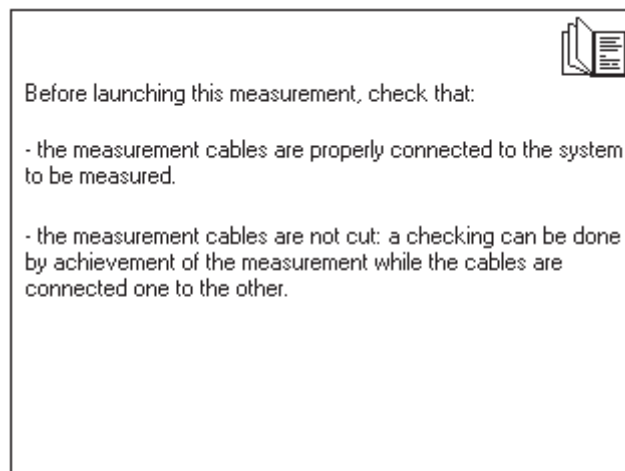 Before launching this measurement, check that:
- the measurement cables are properly connected to the system
to be measured.
- the measurement cables are not cut: a checking can be done
by achievement of the measurement while the cables are
connected one to the other.